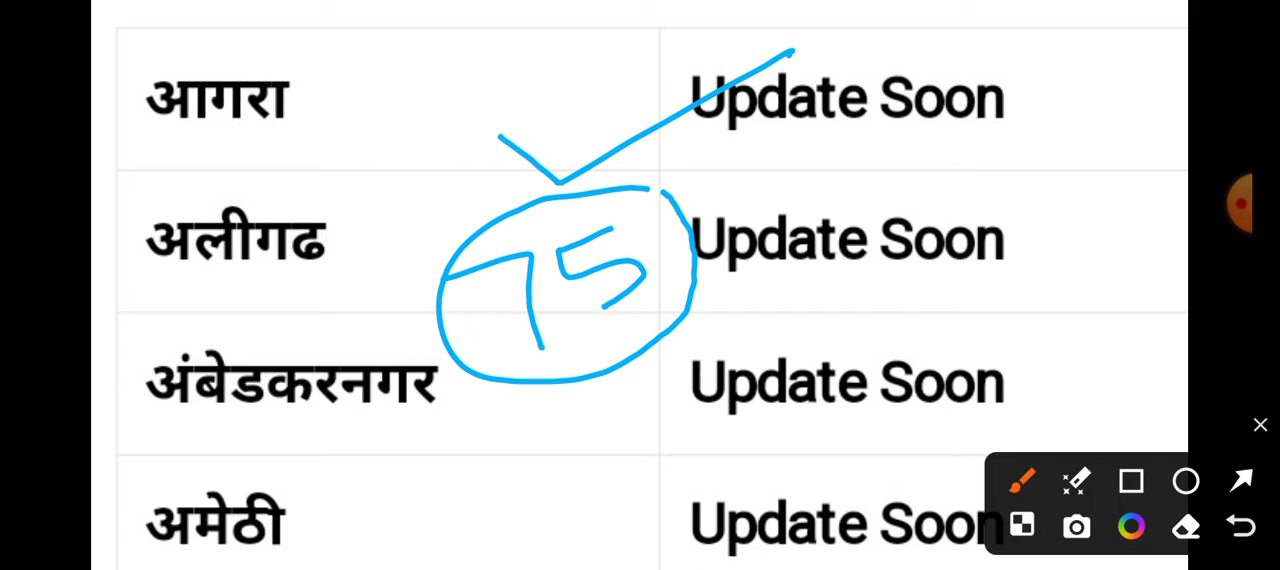 आगरा Update Soon
अलीगढ Update Soon
75
अंबेडकरनगर Update Soon
अमेठी Update Soon